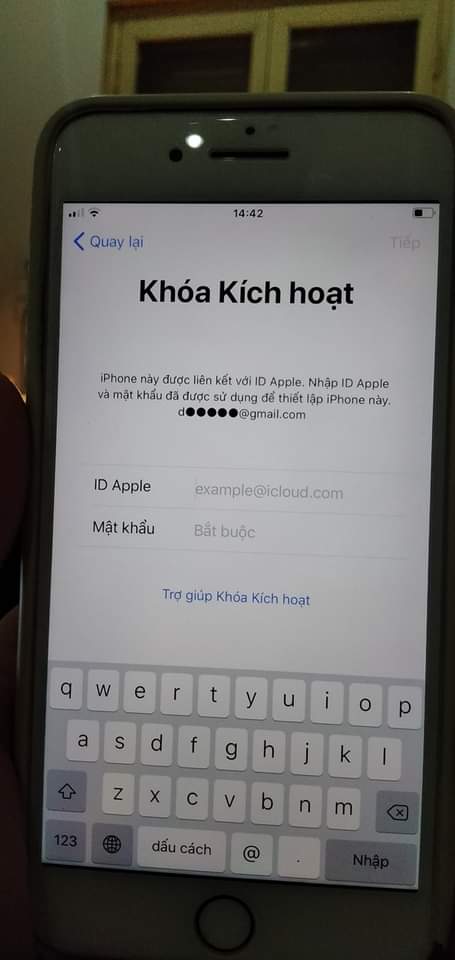 14:42
Quay lại Tiếp
Khóa Kích hoạt
iPhone này được liên kết với ID Apple. Nhập ID Apple
và mật khẩu đã được sử dụng để thiết lập iPhone này.
d●●●●●@gmail.com
ID Apple example@icloud.com
Mật khẩu Bắt buộc
Trợ giúp Khóa Kích hoạt
q w e r t y u i o p
a s d f g h j k l
z x c v b n m
123 dấu cách @ . Nhập